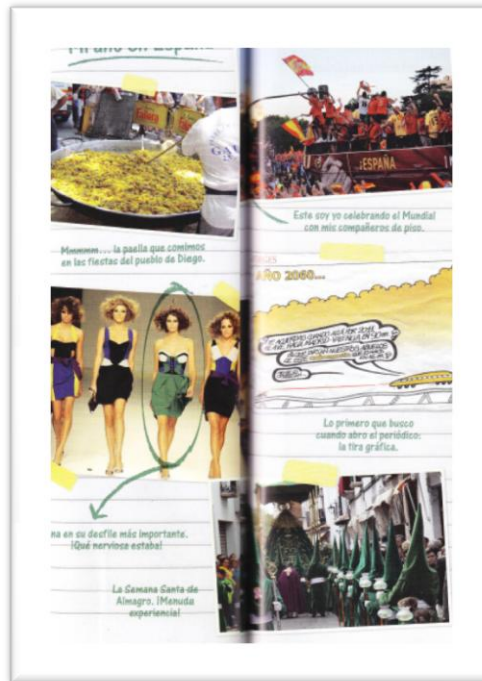 Mmmmm... la paella que comimos
en las fiestas del pueblo de Diego.
¡ESPAÑA
Este soy yo celebrando el Mundial
con mis compañeros de piso.
AÑO 2060...
Lo primero que busco
cuando abro el periódico:
la tira gráfica.
na en su desfile más importante.
¡Qué nerviosa estaba!
La Semana Santa de
Almagro. ¡Menuda
experiencia!